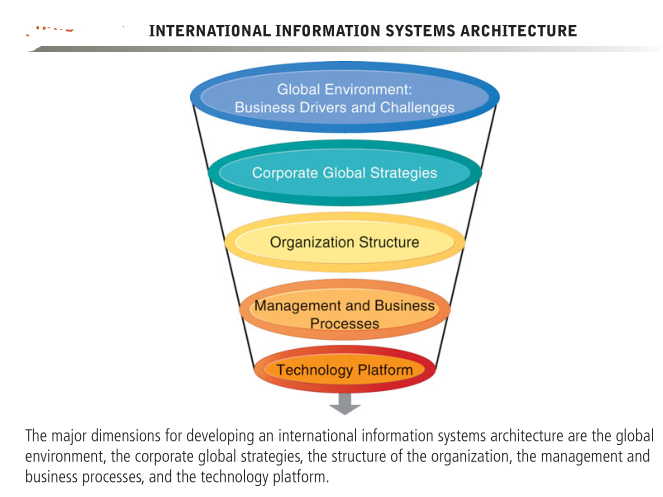 INTERNATIONAL INFORMATION SYSTEMS ARCHITECTURE
Global Environment:
Business Drivers and Challenges
Corporate Global Strategies
Organization Structure
Management and Business
Processes
Technology Platform
The major dimensions for developing an international information systems architecture are the global
environment, the corporate global strategies, the structure of the organization, the management and
business processes, and the technology platform.